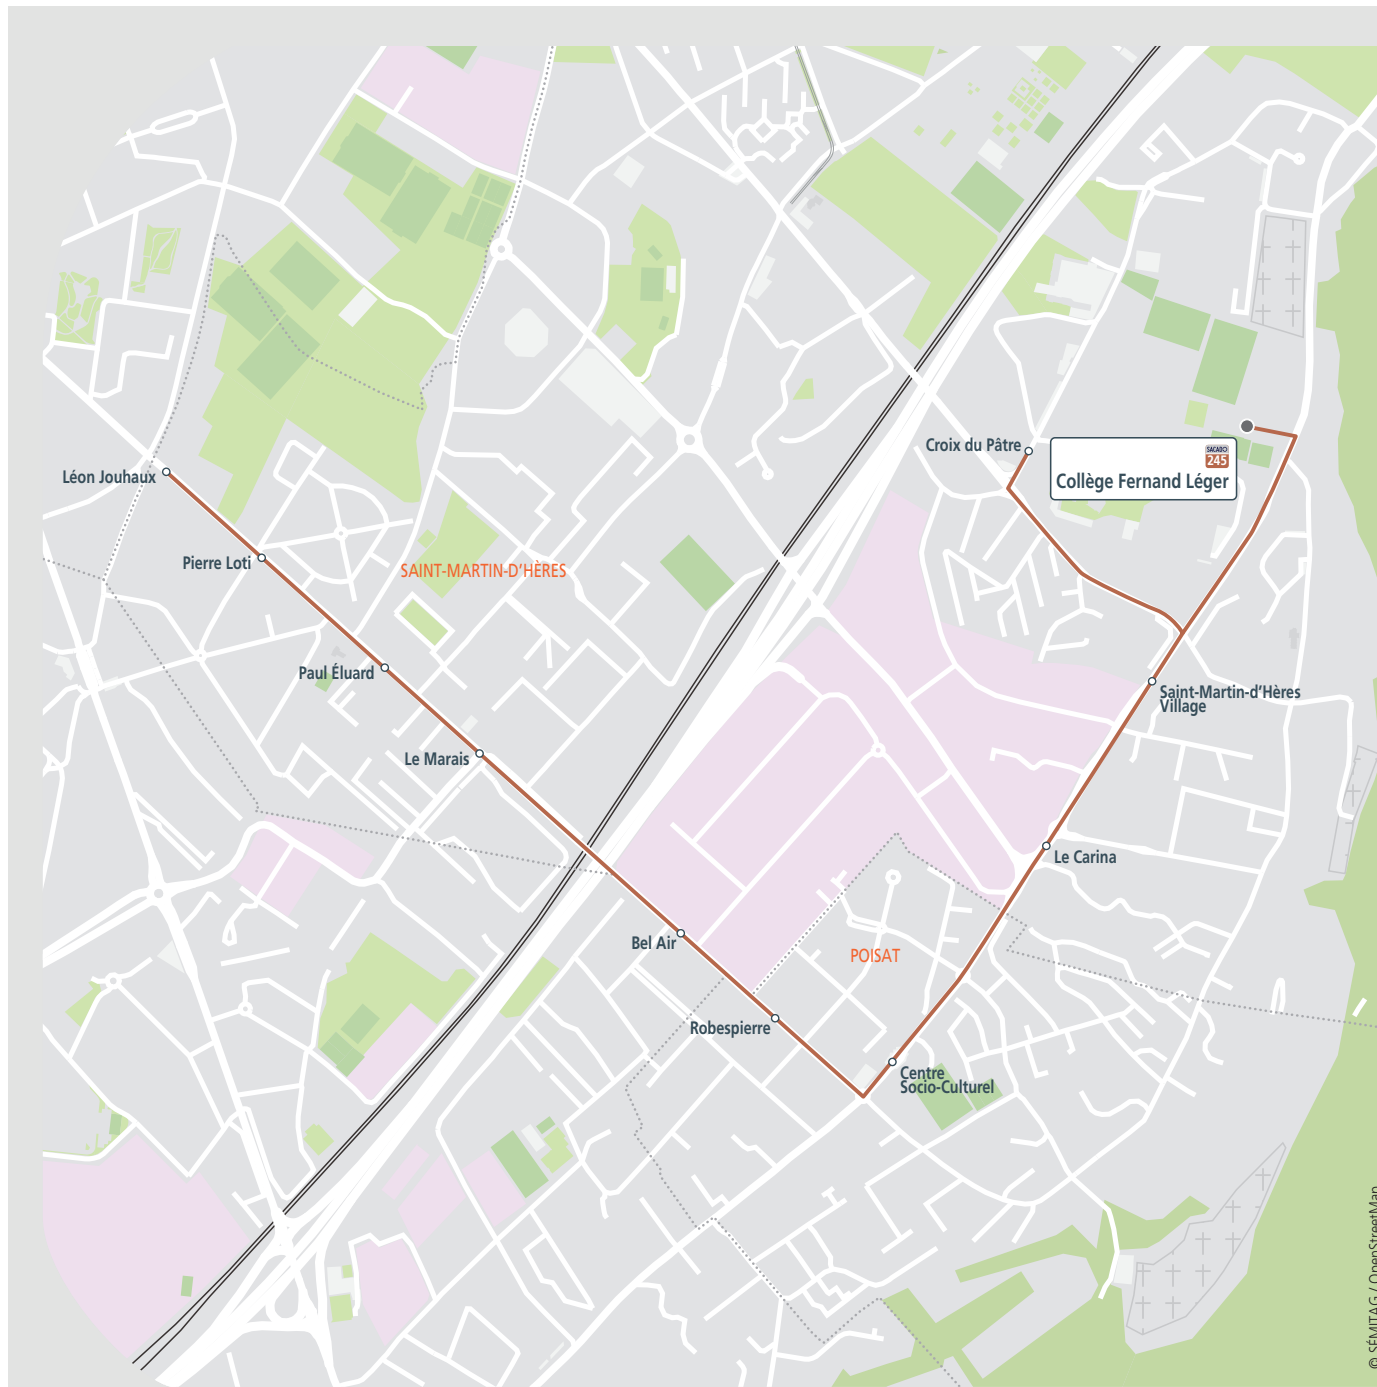 Croix du Pâtre
SACADO
245
Collège Fernand Léger
Léon Jouhaux
Pierre Loti
SAINT-MARTIN-D'HÈRES
Paul Éluard
Saint-Martin-d'Hères
Village
Le Marais
Le Carina
Bel Air
POISAT
Robespierre
Centre
Socio-Culturel
© SÉMITAG / OpenStreetMap